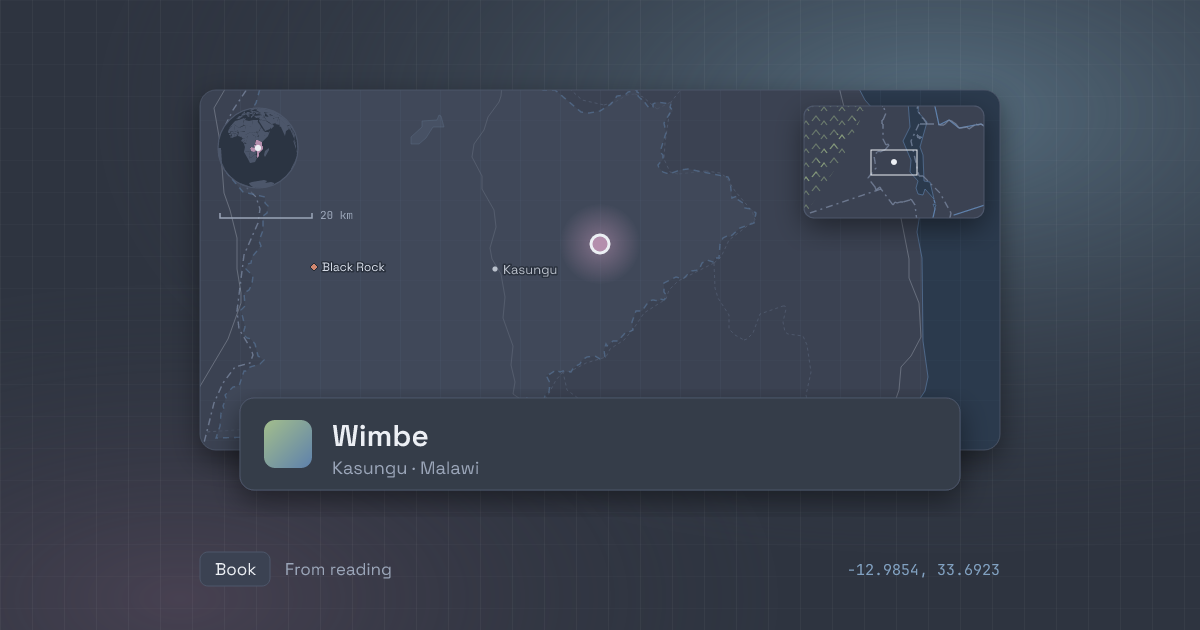 20 km
Black Rock
Kasungu
Wimbe
Kasungu · Malawi
Book
From reading
-12.9854, 33.6923